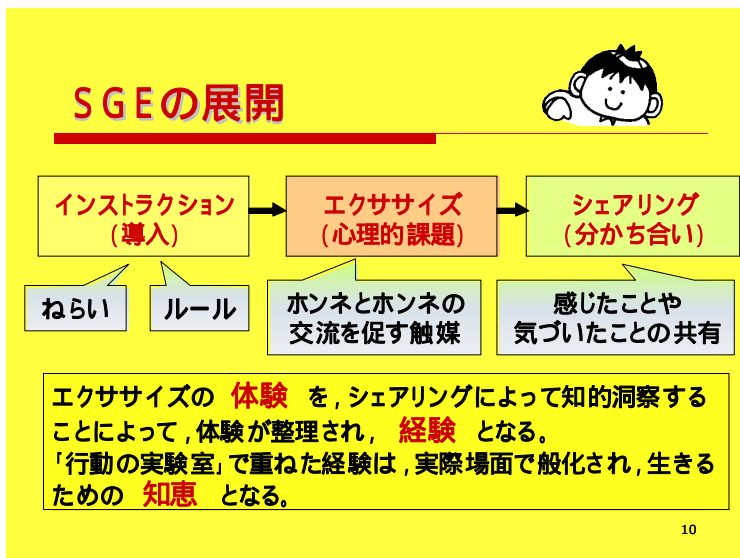 SGEの展開
インストラクション
(導入)
エクササイズ
(心理的課題)
シェアリング
(分かち合い)
ねらい
ルール
ホンネとホンネの
交流を促す触媒
感じたことや
気づいたことの共有
エクササイズの 体験 を,シェアリングによって知的洞察する
ことによって,体験が整理され, 経験 となる。
「行動の実験室」で重ねた経験は,実際場面で般化され,生きる
ための 知恵 となる。
10